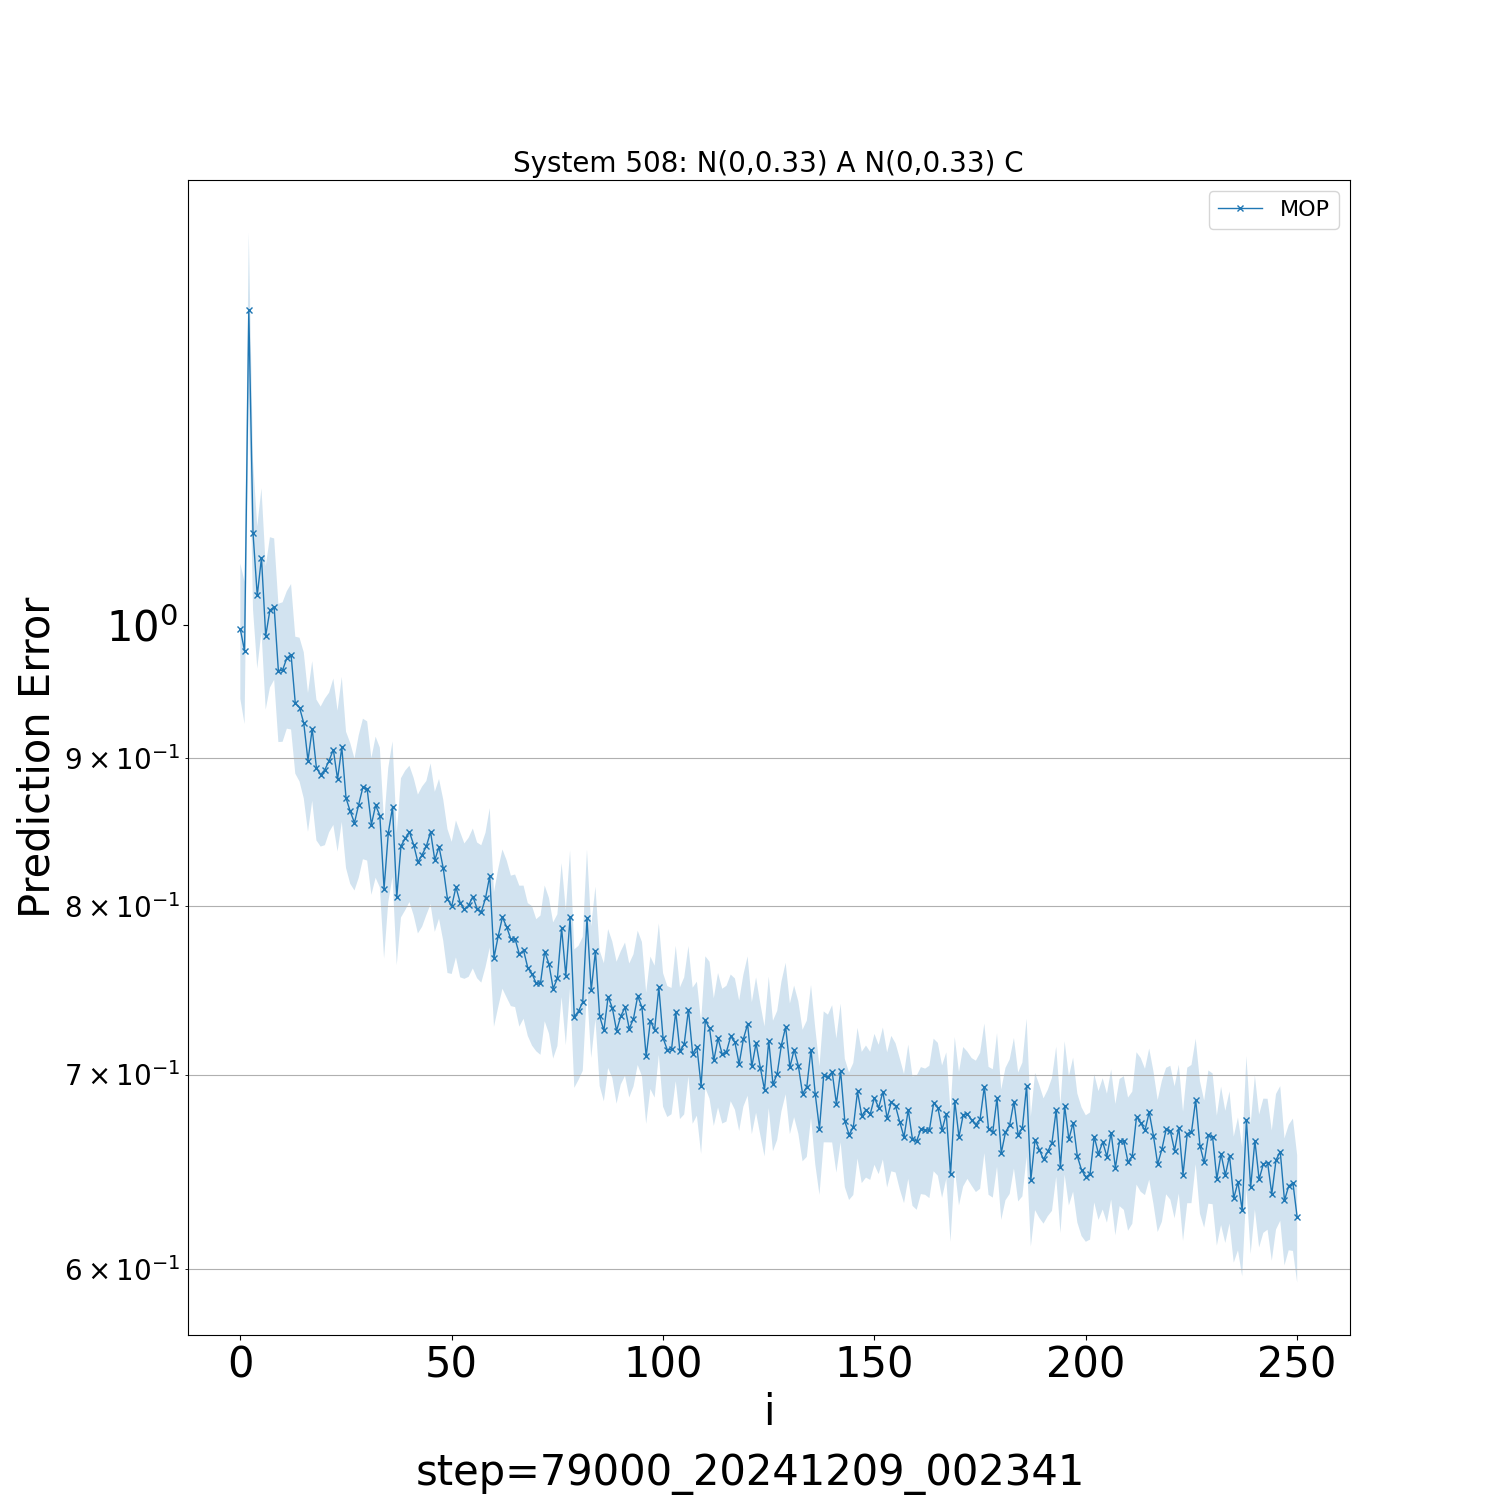 System 508: N(0,0.33) A N(0,0.33) C
MOP
Prediction Error
10⁰
9 × 10⁻¹
8 × 10⁻¹
7 × 10⁻¹
6 × 10⁻¹
0 50 100 150 200 250
i
step=79000_20241209_002341